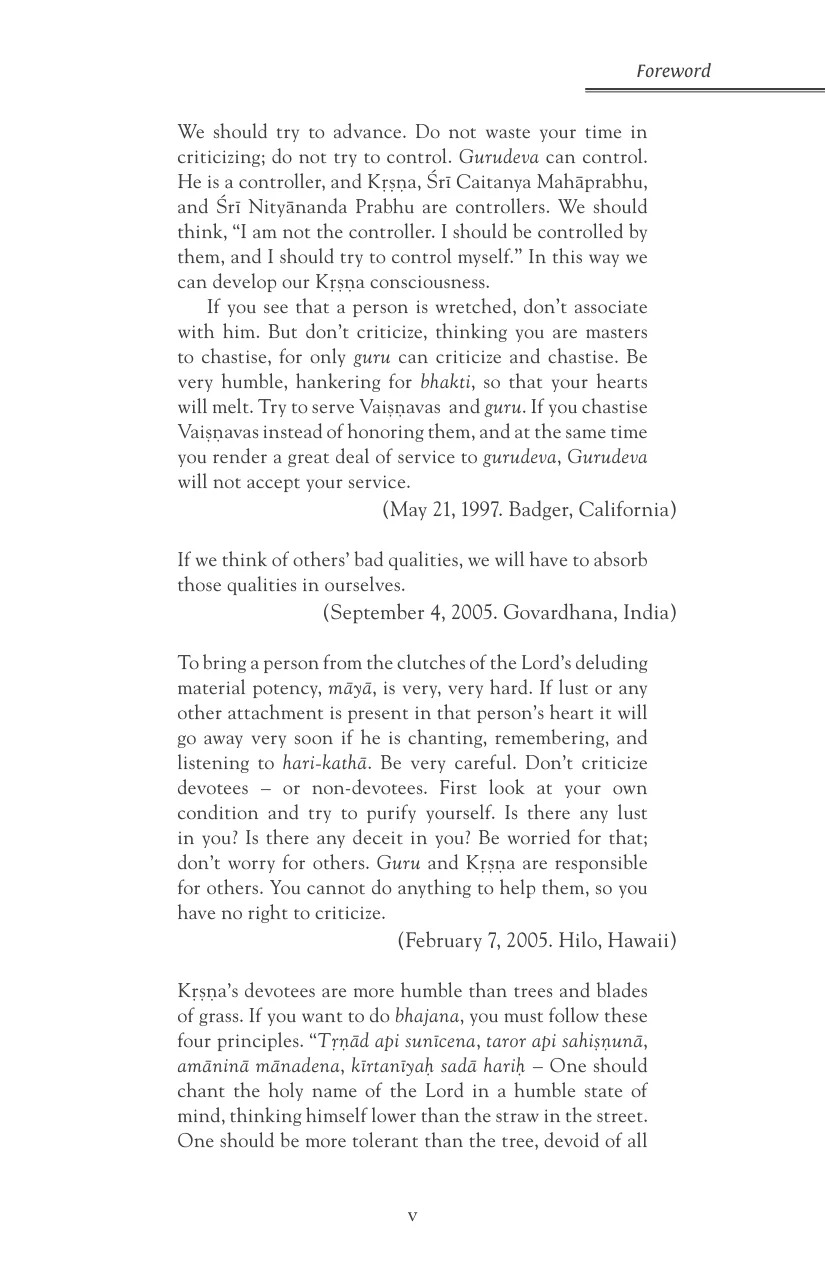 Foreword
We should try to advance. Do not waste your time in
criticizing; do not try to control. Gurudeva can control.
He is a controller, and Kṛṣṇa, Śrī Caitanya Mahāprabhu,
and Śrī Nityānanda Prabhu are controllers. We should
think, “I am not the controller. I should be controlled by
them, and I should try to control myself.” In this way we
can develop our Kṛṣṇa consciousness.
If you see that a person is wretched, don’t associate
with him. But don’t criticize, thinking you are masters
to chastise, for only guru can criticize and chastise. Be
very humble, hankering for bhakti, so that your hearts
will melt. Try to serve Vaiṣṇavas and guru. If you chastise
Vaiṣṇavas instead of honoring them, and at the same time
you render a great deal of service to gurudeva, Gurudeva
will not accept your service.
(May 21, 1997. Badger, California)
If we think of others’ bad qualities, we will have to absorb
those qualities in ourselves.
(September 4, 2005. Govardhana, India)
To bring a person from the clutches of the Lord’s deluding
material potency, māyā, is very, very hard. If lust or any
other attachment is present in that person’s heart it will
go away very soon if he is chanting, remembering, and
listening to hari-kathā. Be very careful. Don’t criticize
devotees – or non-devotees. First look at your own
condition and try to purify yourself. Is there any lust
in you? Is there any deceit in you? Be worried for that;
don’t worry for others. Guru and Kṛṣṇa are responsible
for others. You cannot do anything to help them, so you
have no right to criticize.
(February 7, 2005. Hilo, Hawaii)
Kṛṣṇa’s devotees are more humble than trees and blades
of grass. If you want to do bhajana, you must follow these
four principles. “Tṛṇād api sunīcena, taror api sahiṣṇunā,
amāninā mānadena, kīrtanīyaḥ sadā hariḥ – One should
chant the holy name of the Lord in a humble state of
mind, thinking himself lower than the straw in the street.
One should be more tolerant than the tree, devoid of all
v